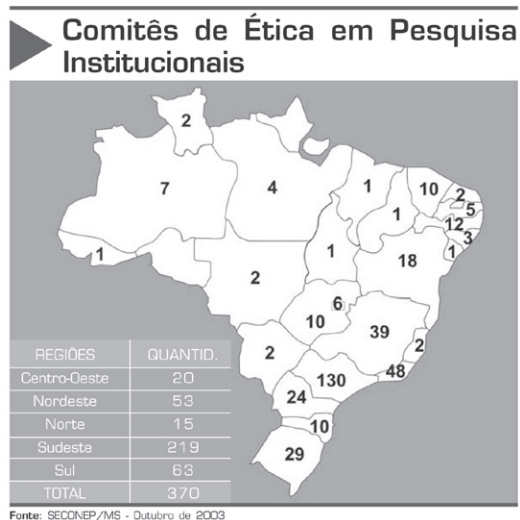 Comitês de Ética em Pesquisa
Institucionais
2
7
4
1
10
2
5
1
12
3
1
1
1
18
2
6
10
39
2
2
130
48
24
10
29
REGIÕES QUANTID.
Centro-Oeste 20
Nordeste 53
Norte 15
Sudeste 219
Sul 63
TOTAL 370
Fonte: SECONEP/MS - Outubro de 2003